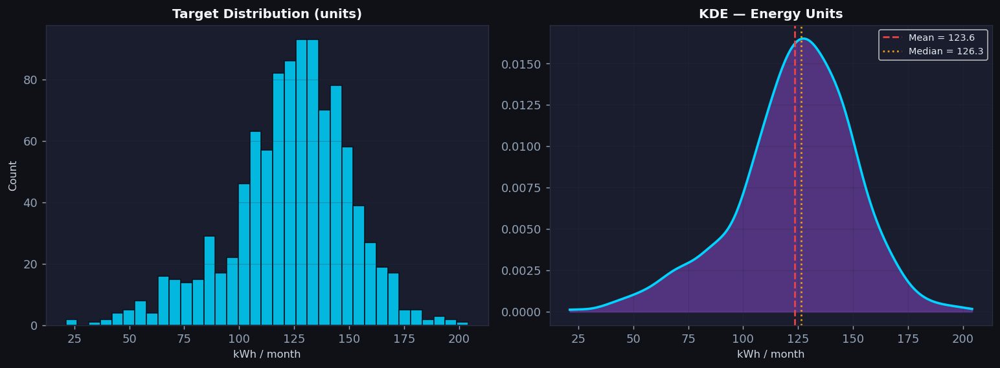 Target Distribution (units)
Count
80
60
40
20
0
25 50 75 100 125 150 175 200
kWh / month
KDE — Energy Units
Mean = 123.6
Median = 126.3
0.0150
0.0125
0.0100
0.0075
0.0050
0.0025
0.0000
25 50 75 100 125 150 175 200
kWh / month